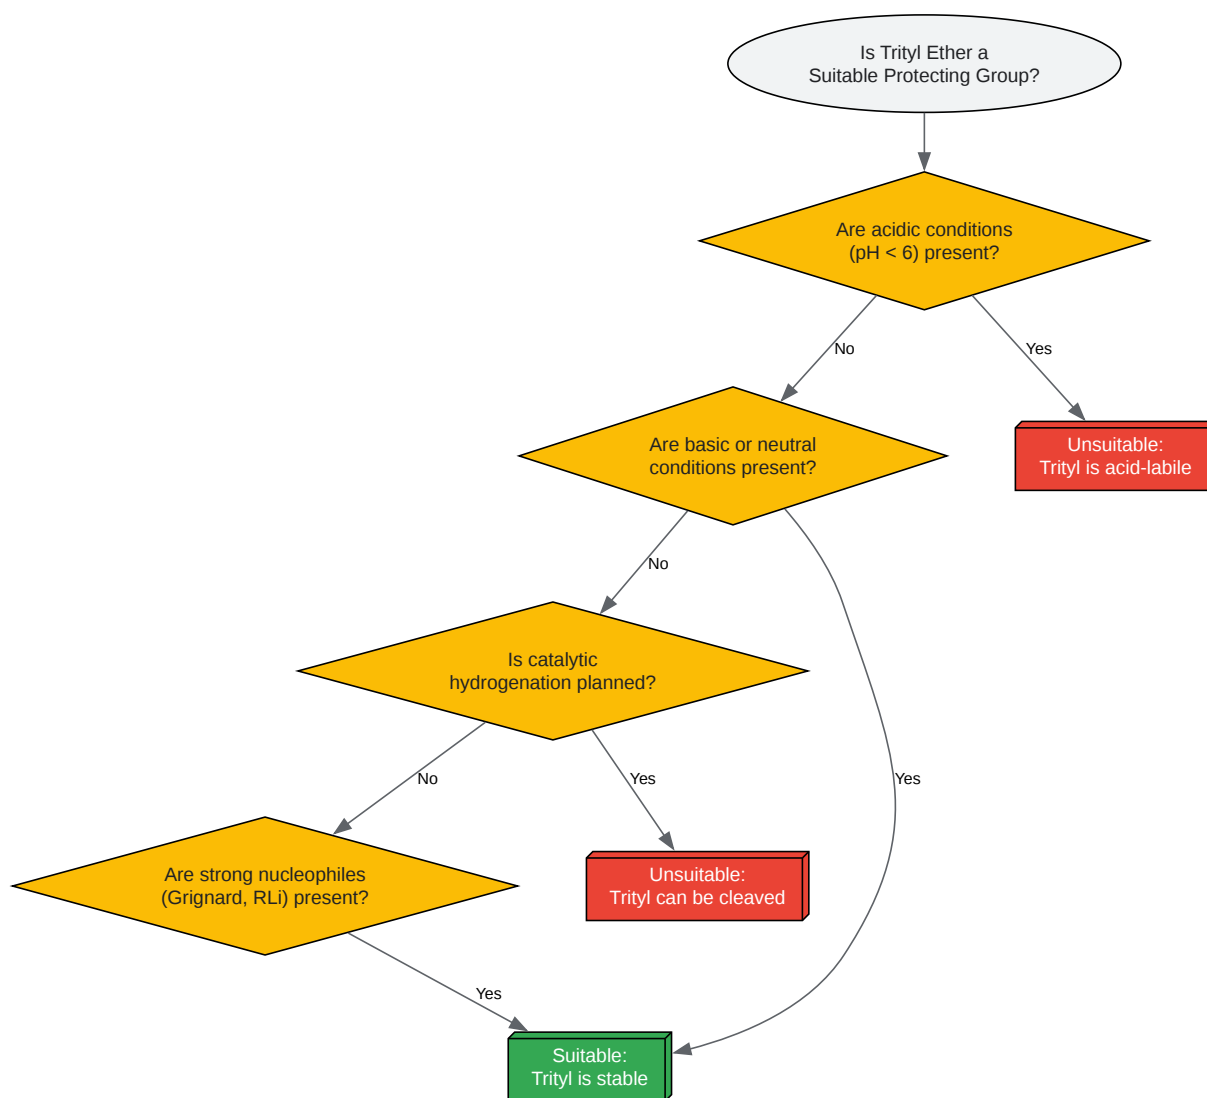 Is Trityl Ether a
Suitable Protecting Group?
Are acidic conditions
(pH < 6) present?
No
Yes
Are basic or neutral
conditions present?
Unsuitable:
Trityl is acid-labile
No
Yes
Is catalytic
hydrogenation planned?
No
Yes
Are strong nucleophiles
(Grignard, RLi) present?
Unsuitable:
Trityl can be cleaved
Yes
Suitable:
Trityl is stable